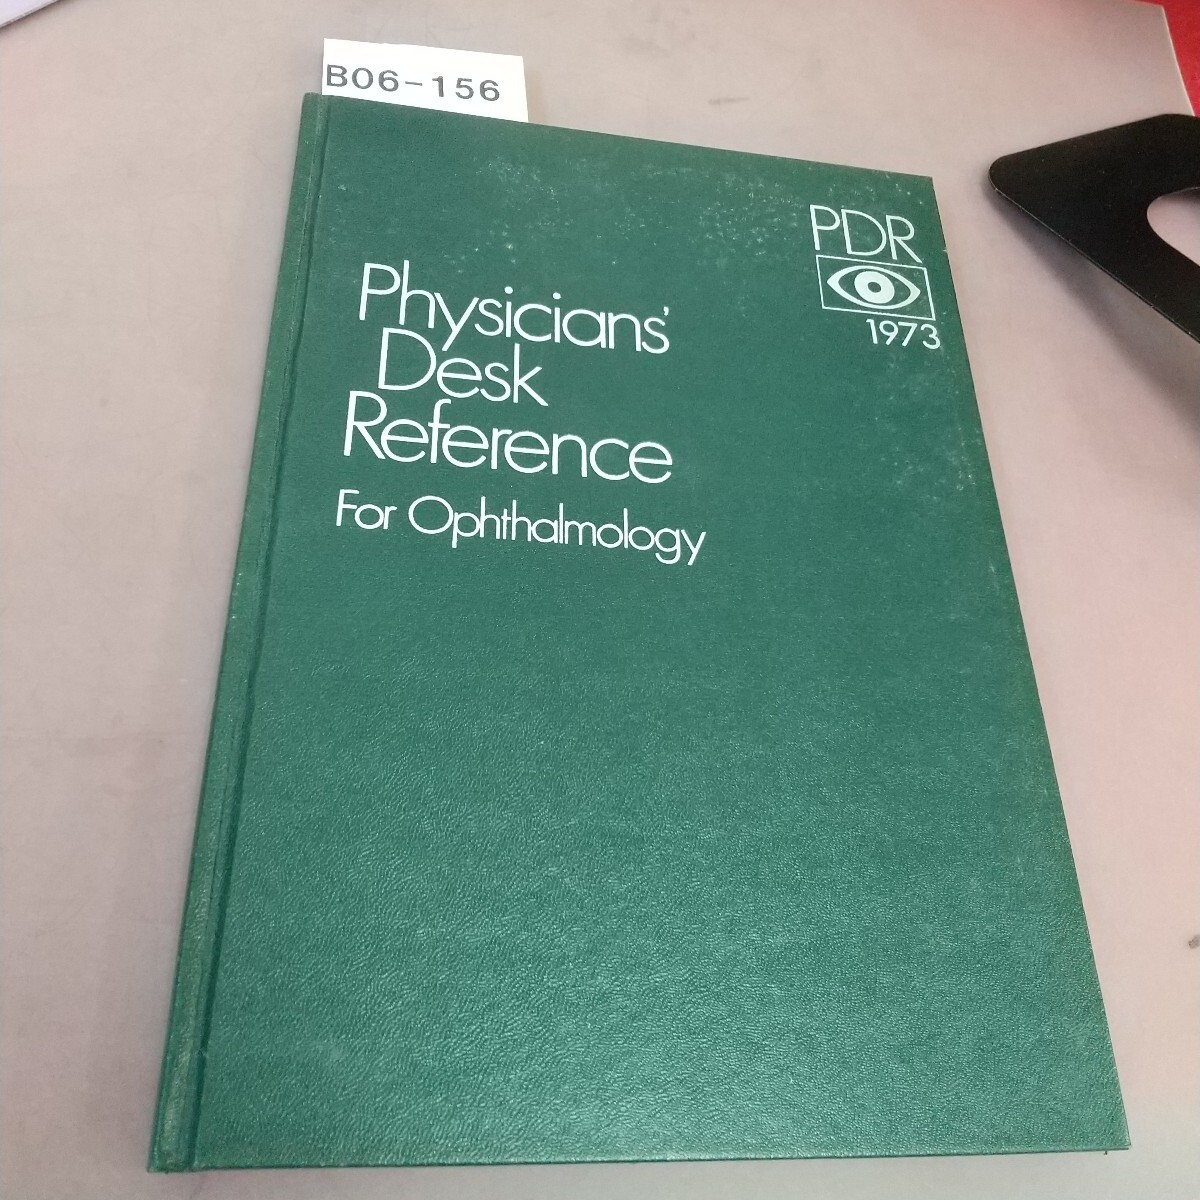 B06-156
PDR
1973
Physicians'
Desk
Reference
For Ophthalmology